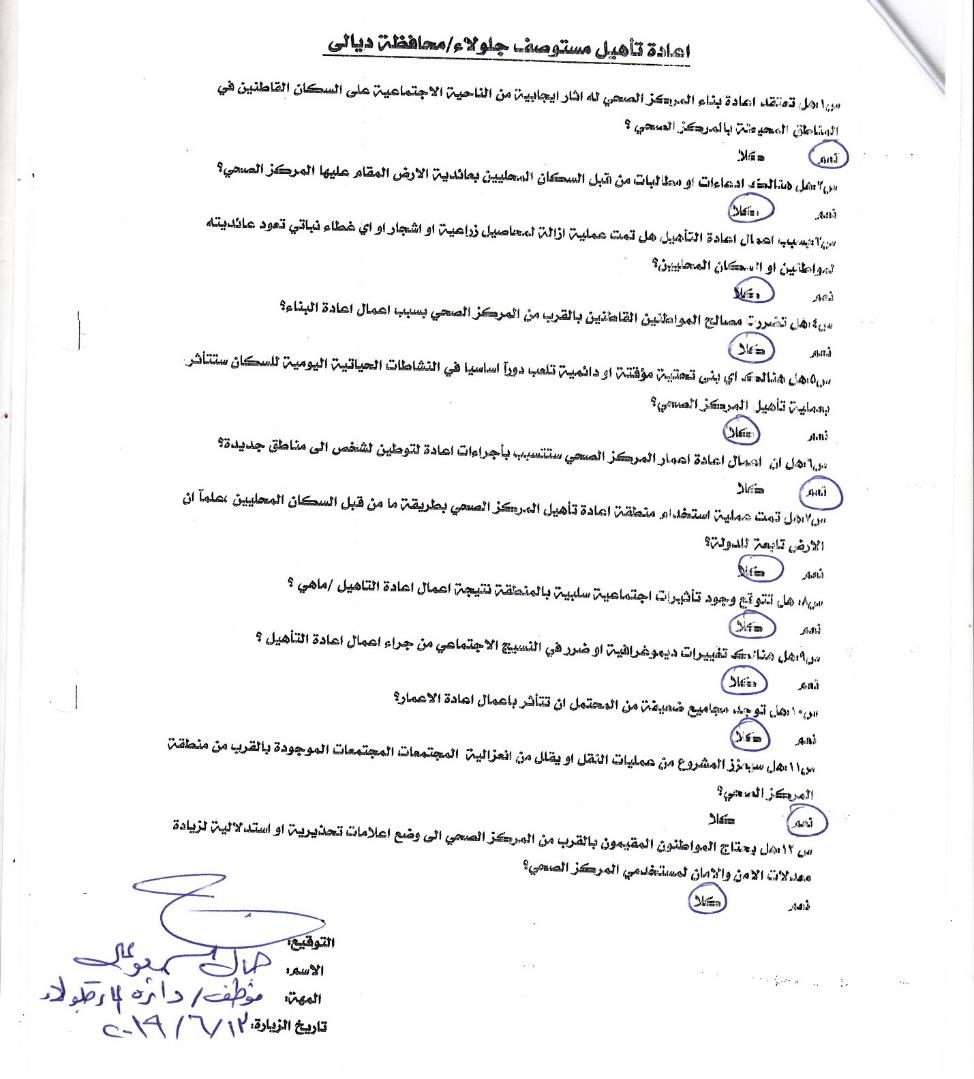 اعادة تأهيل مستوصف جلولاء/محافظة ديالى
س١:هل تعتقد اعادة بناء المركز الصحي له اثار ايجابية من الناحية الاجتماعية على السكان القاطنين في
المناطق المحيطة بالمركز الصحي ؟
نعم كلا
س٢:هل هنالك ادعاءات او مطالبات من قبل السكان المحليين بعائدية الارض المقام عليها المركز الصحي؟
نعم كلا
س٣:بسبب اعمال اعادة التأهيل هل تمت عملية ازالة لمحاصيل زراعية او اشجار او اي غطاء نباتي تعود عائديته
لمواطنين او السكان المحليين؟
نعم كلا
س٤:هل تضررت مصالح المواطنين القاطنين بالقرب من المركز الصحي بسبب اعمال اعادة البناء؟
نعم كلا
س٥:هل هنالك اي بنى تحتية مؤقتة او دائمية تلعب دورآ اساسيا في النشاطات الحياتية اليومية للسكان ستتأثر
بعملية تأهيل المركز الصحي؟
نعم كلا
س٦:هل ان اعمال اعادة اعمار المركز الصحي ستتسبب بأجراءات اعادة لتوطين لشخص الى مناطق جديدة؟
نعم كلا
س٧:هل تمت عملية استخدام منطقة اعادة تأهيل المركز الصحي بطريقة ما من قبل السكان المحليين ،علمآ ان
الارض تابعة للدولة؟
نعم كلا
س٨: هل تتوقع وجود تأثيرات اجتماعية سلبية بالمنطقة نتيجة اعمال اعادة التاهيل /ماهي ؟
نعم كلا
س٩:هل هنالك تغييرات ديموغرافية او ضرر في النسيج الاجتماعي من جراء اعمال اعادة التأهيل ؟
نعم كلا
س١٠:هل توجد مجاميع ضعيفة من المحتمل ان تتأثر باعمال اعادة الاعمار؟
نعم كلا
س١١:هل سيعزز المشروع من عمليات النقل او يقلل من انعزالية المجتمعات المجتمعات الموجودة بالقرب من منطقة
المركز الصحي؟
نعم كلا
س١٢:هل يحتاج المواطنون المقيمون بالقرب من المركز الصحي الى وضع اعلامات تحذيرية او استدلالية لزيادة
معدلات الامن والامان لمستخدمي المركز الصحي؟
نعم كلا
التوقيع:
الاسم:
المهنة: موظف / دائرة جلولاء
تاريخ الزيارة: ٢٠١٩/٦/١٢